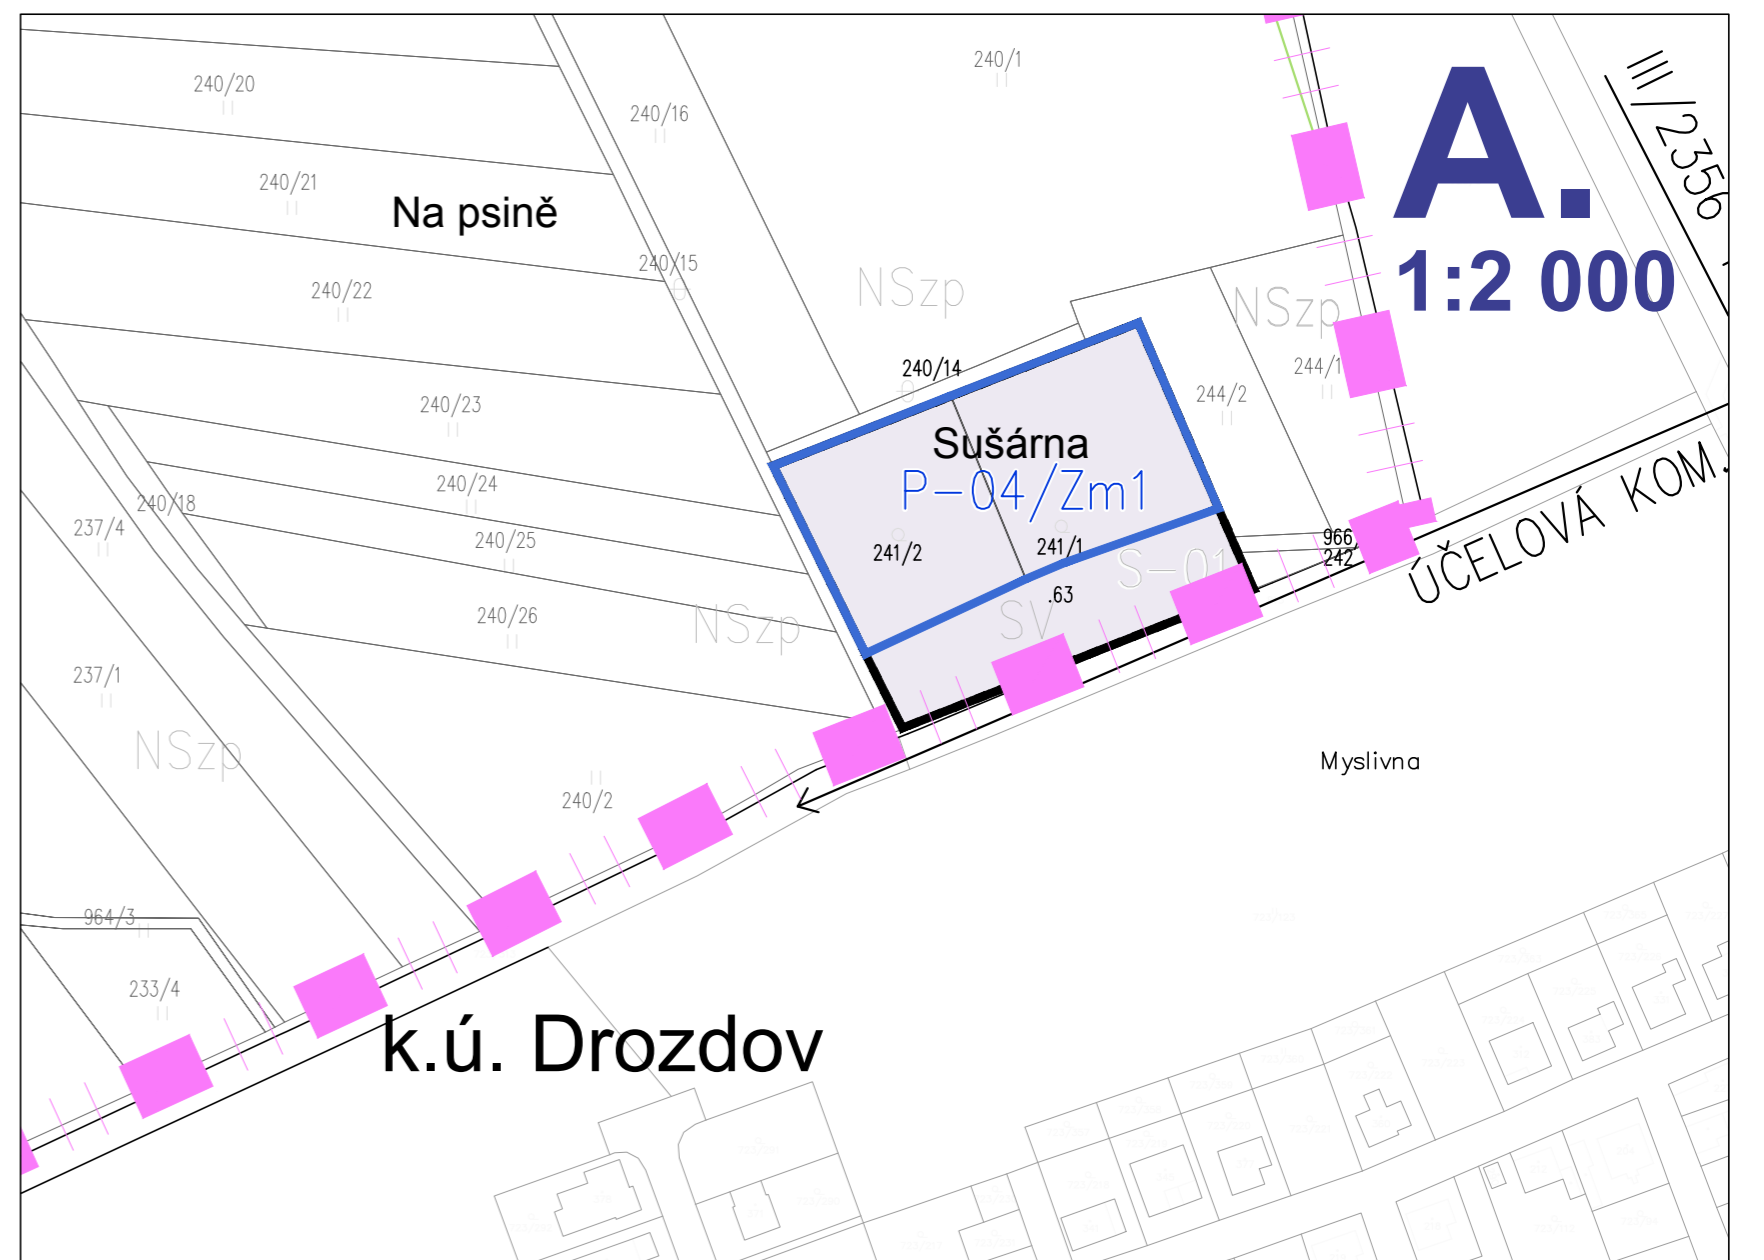 240/1
III/2356
240/20
240/16
A.
240/21
Na psině
240/15
1:2 000
240/22
NSzp
NSzp
240/14
244/1
244/2
240/23
Sušárna
P-04/Zm1
240/24
240/18
237/4
240/25
241/2
241/1
966
242
ÚČELOVÁ KOM.
S-01
.63
SV
240/26
NSzp
237/1
NSzp
Myslivna
240/2
964/3
233/4
k.ú. Drozdov